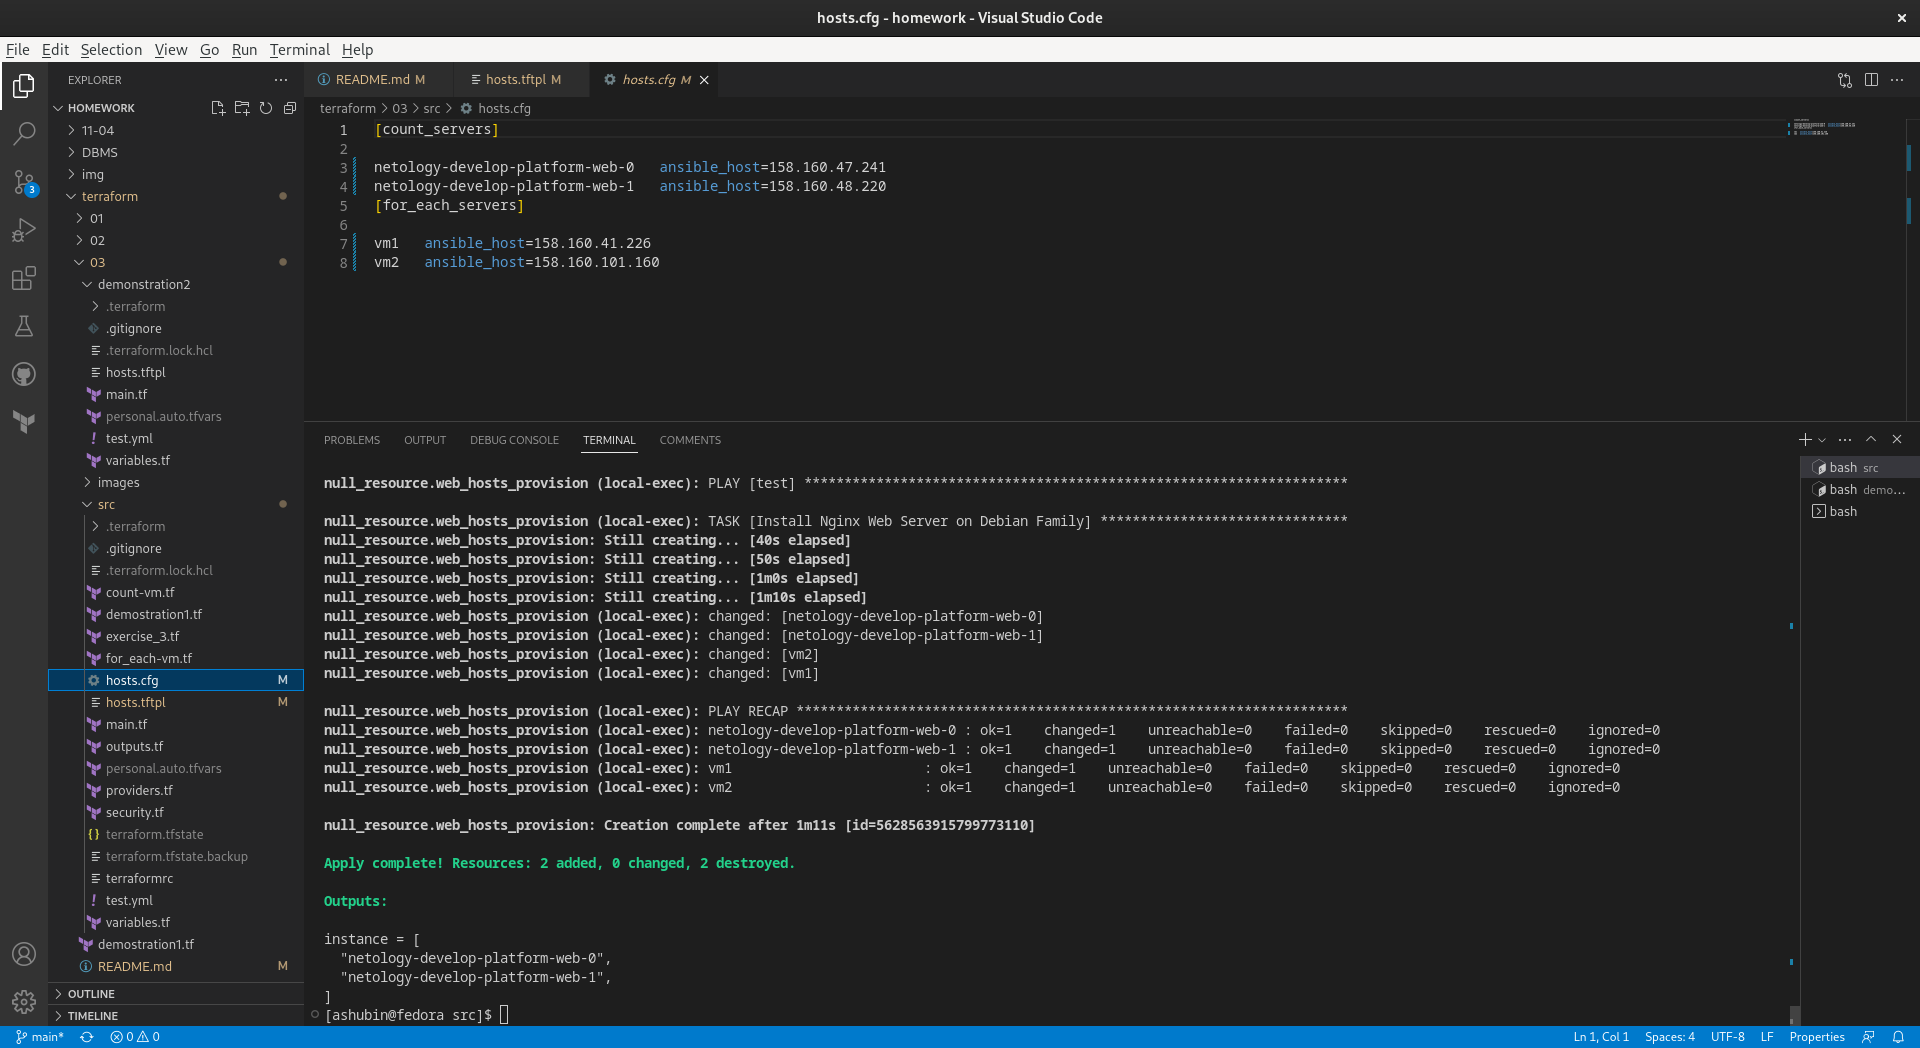 hosts.cfg - homework - Visual Studio Code
File Edit Selection View Go Run Terminal Help
EXPLORER
HOMEWORK
11-04
DBMS
img
terraform
01
02
03
demonstration2
.terraform
.gitignore
.terraform.lock.hcl
hosts.tftpl
main.tf
personal.auto.tfvars
test.yml
variables.tf
images
src
.terraform
.gitignore
.terraform.lock.hcl
count-vm.tf
demostration1.tf
exercise_3.tf
for_each-vm.tf
hosts.cfg M
hosts.tftpl M
main.tf
outputs.tf
personal.auto.tfvars
providers.tf
security.tf
terraform.tfstate
terraform.tfstate.backup
terraformrc
test.yml
variables.tf
demostration1.tf
README.md M
OUTLINE
TIMELINE
3
README.md M hosts.tftpl M hosts.cfg M
terraform > 03 > src > hosts.cfg
1 [count_servers]
2
3 netology-develop-platform-web-0 ansible_host=158.160.47.241
4 netology-develop-platform-web-1 ansible_host=158.160.48.220
5 [for_each_servers]
6
7 vm1 ansible_host=158.160.41.226
8 vm2 ansible_host=158.160.101.160
PROBLEMS OUTPUT DEBUG CONSOLE TERMINAL COMMENTS
null_resource.web_hosts_provision (local-exec): PLAY [test] ********************************************************************
null_resource.web_hosts_provision (local-exec): TASK [Install Nginx Web Server on Debian Family] *******************************
null_resource.web_hosts_provision: Still creating... [40s elapsed]
null_resource.web_hosts_provision: Still creating... [50s elapsed]
null_resource.web_hosts_provision: Still creating... [1m0s elapsed]
null_resource.web_hosts_provision: Still creating... [1m10s elapsed]
null_resource.web_hosts_provision (local-exec): changed: [netology-develop-platform-web-0]
null_resource.web_hosts_provision (local-exec): changed: [netology-develop-platform-web-1]
null_resource.web_hosts_provision (local-exec): changed: [vm2]
null_resource.web_hosts_provision (local-exec): changed: [vm1]
null_resource.web_hosts_provision (local-exec): PLAY RECAP *********************************************************************
null_resource.web_hosts_provision (local-exec): netology-develop-platform-web-0 : ok=1 changed=1 unreachable=0 failed=0 skipped=0 rescued=0 ignored=0
null_resource.web_hosts_provision (local-exec): netology-develop-platform-web-1 : ok=1 changed=1 unreachable=0 failed=0 skipped=0 rescued=0 ignored=0
null_resource.web_hosts_provision (local-exec): vm1 : ok=1 changed=1 unreachable=0 failed=0 skipped=0 rescued=0 ignored=0
null_resource.web_hosts_provision (local-exec): vm2 : ok=1 changed=1 unreachable=0 failed=0 skipped=0 rescued=0 ignored=0
null_resource.web_hosts_provision: Creation complete after 1m11s [id=5628563915799773110]
Apply complete! Resources: 2 added, 0 changed, 2 destroyed.
Outputs:
instance = [
"netology-develop-platform-web-0",
"netology-develop-platform-web-1",
]
[ashubin@fedora src]$
bash src
bash demo...
bash
main* 0 0 Ln 1, Col 1 Spaces: 4 UTF-8 LF Properties